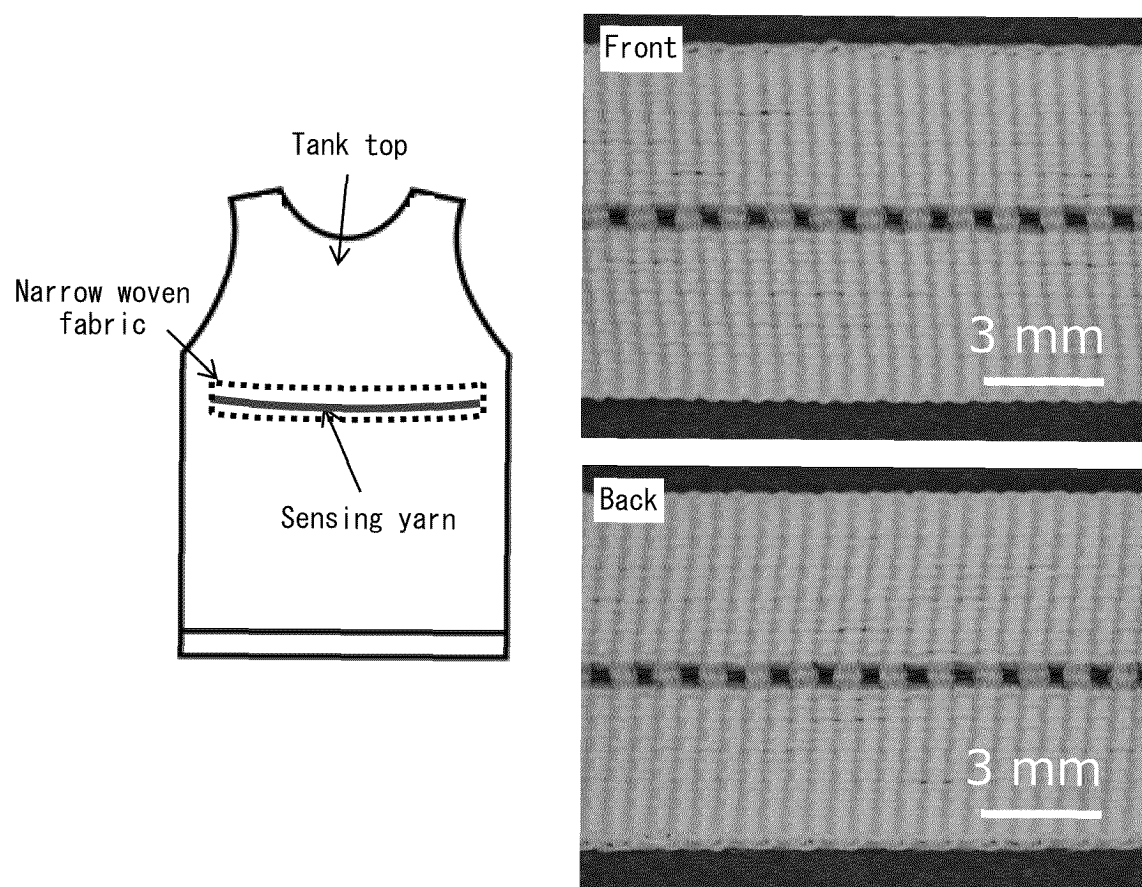 Tank top
Narrow woven
fabric
Sensing yarn
Front
3 mm
Back
3 mm